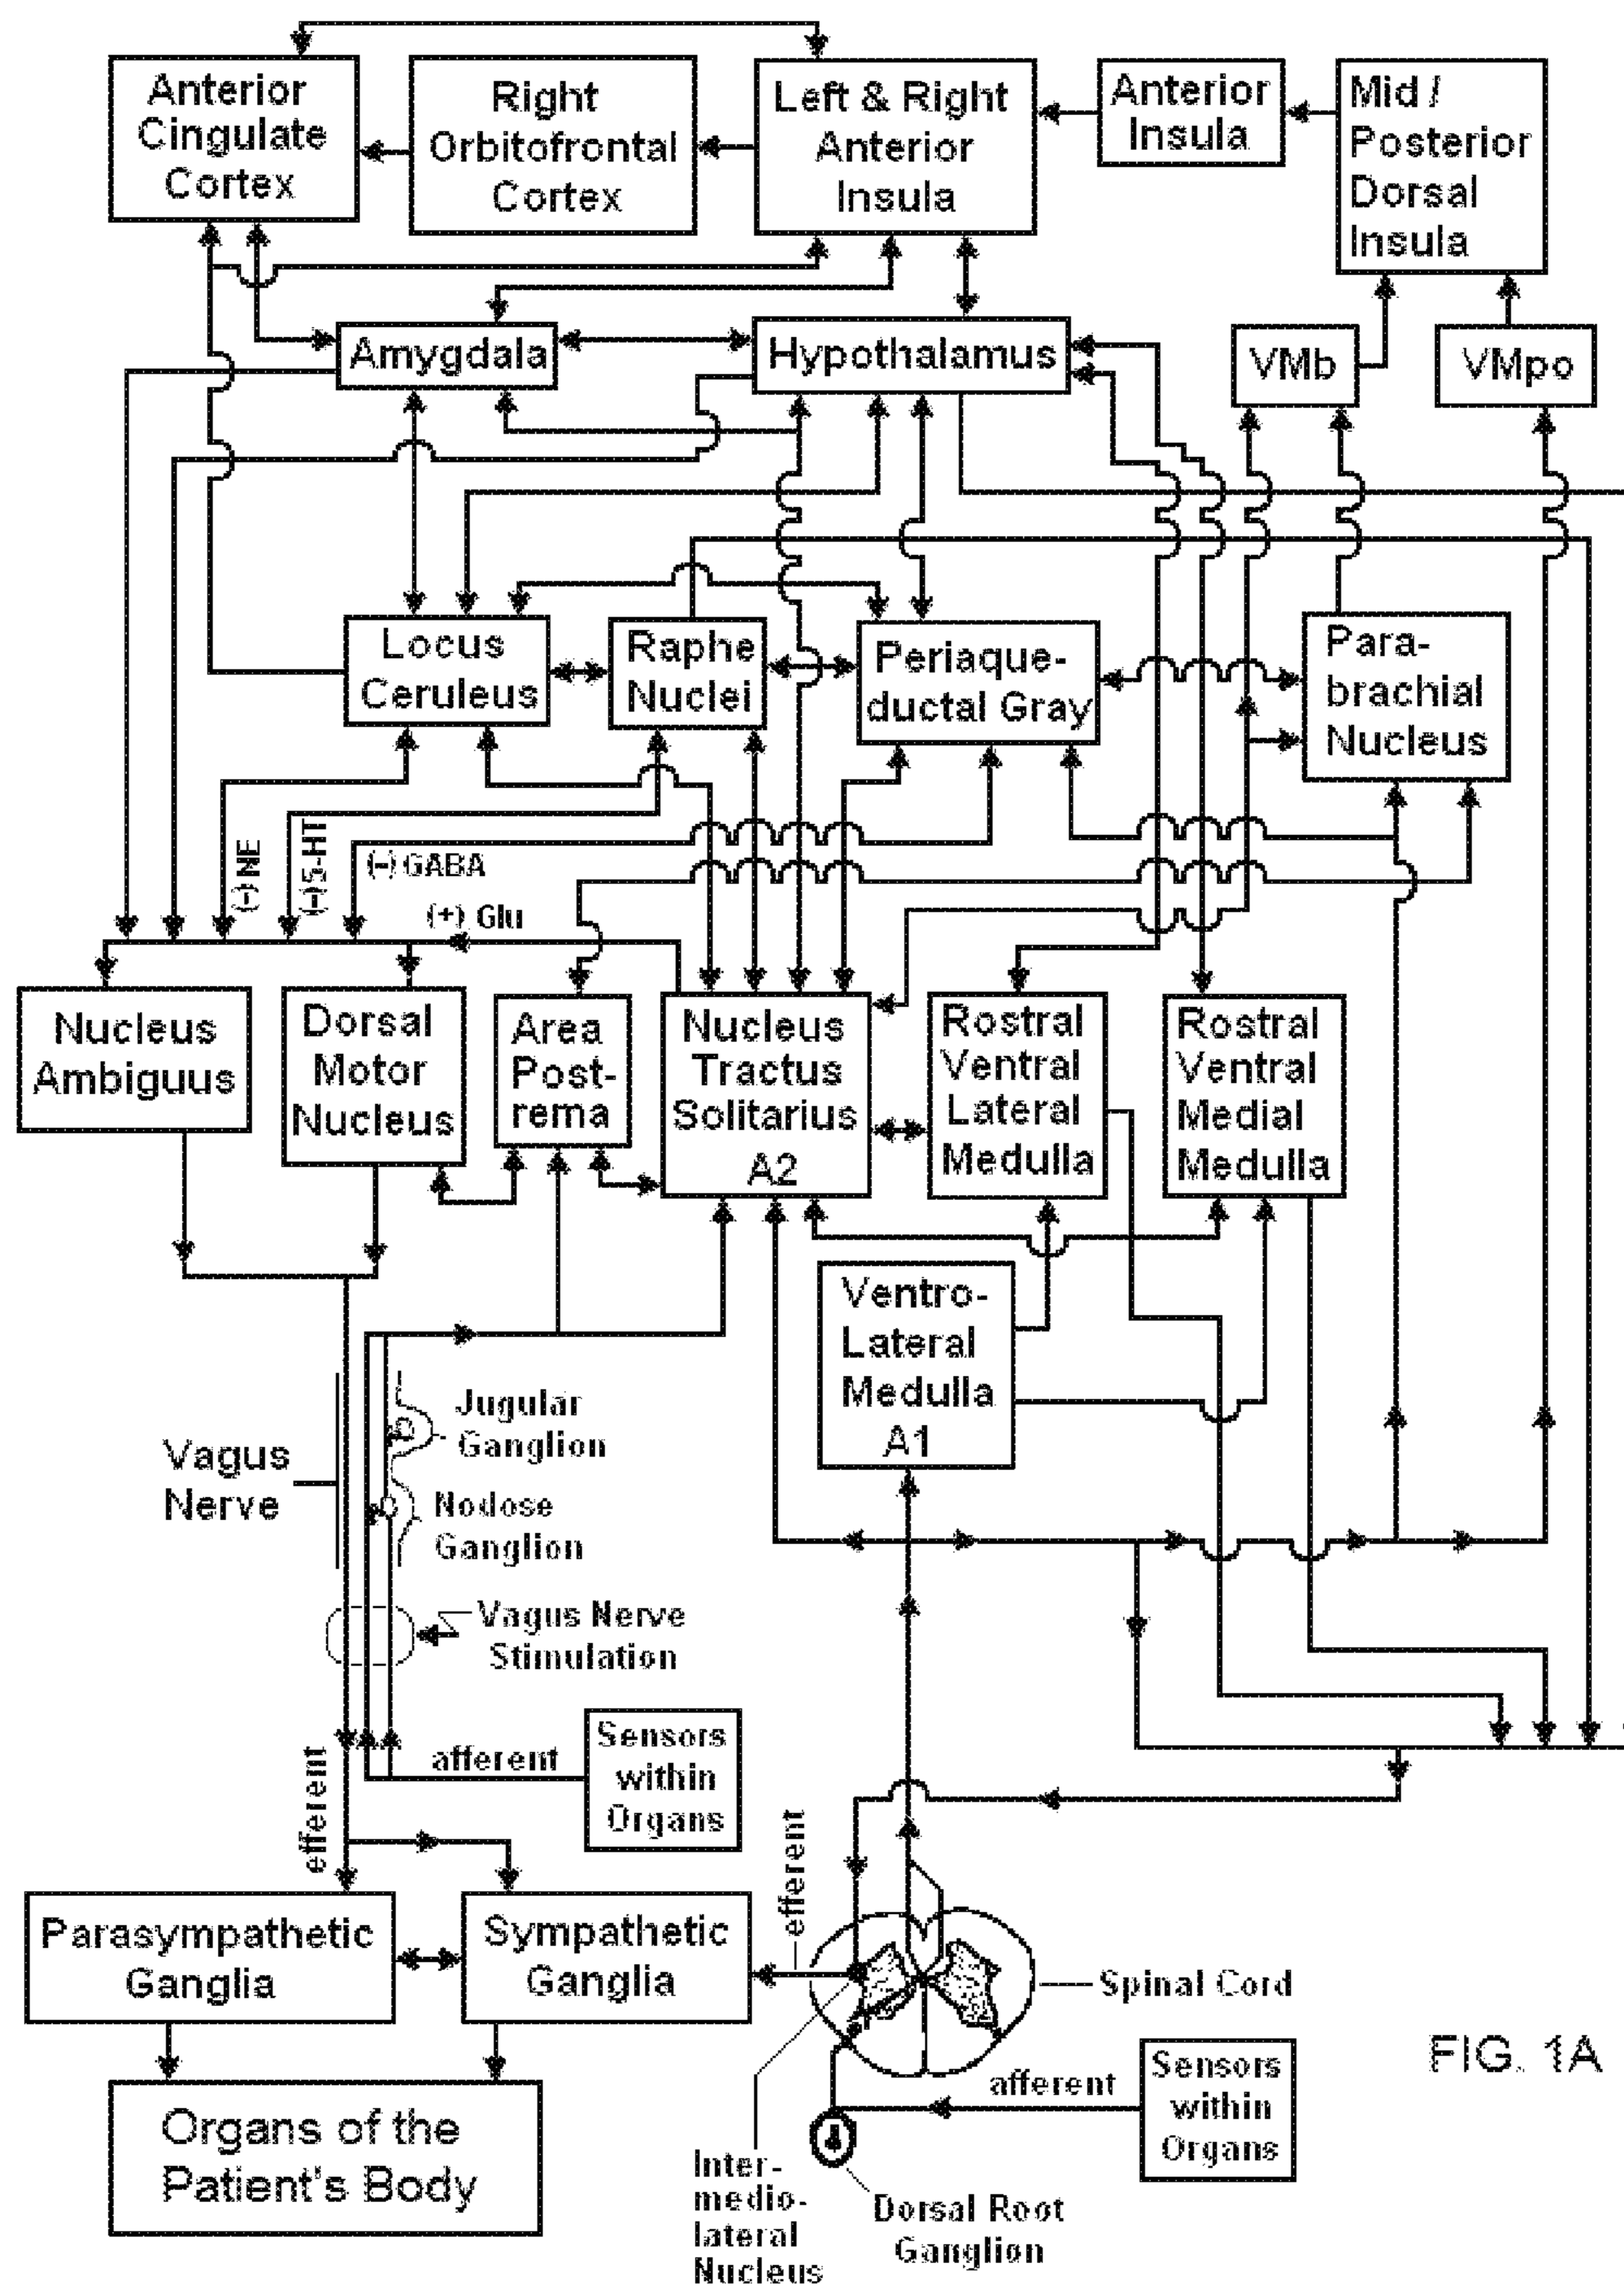 Anterior
Cingulate
Cortex
Right
Orbitofrontal
Cortex
Left & Right
Anterior
Insula
Anterior
Insula
Mid /
Posterior
Dorsal
Insula
Amygdala
Hypothalamus
VMb
VMpo
Locus
Ceruleus
Raphe
Nuclei
Periaque-
ductal Gray
Para-
brachial
Nucleus
(-) NE
(-)5-HT
(-) GABA
(+) Glu
Nucleus
Ambiguus
Dorsal
Motor
Nucleus
Area
Post-
rema
Nucleus
Tractus
Solitarius
A2
Rostral
Ventral
Lateral
Medulla
Rostral
Ventral
Medial
Medulla
Ventro-
Lateral
Medulla
A1
Jugular
Ganglion
Vagus
Nerve
Nodose
Ganglion
Vagus Nerve
Stimulation
afferent
Sensors
within
Organs
efferent
efferent
Parasympathetic
Ganglia
Sympathetic
Ganglia
Spinal Cord
FIG. 1A
afferent
Sensors
within
Organs
Organs of the
Patient's Body
Inter-
medio-
lateral
Nucleus
Dorsal Root
Ganglion